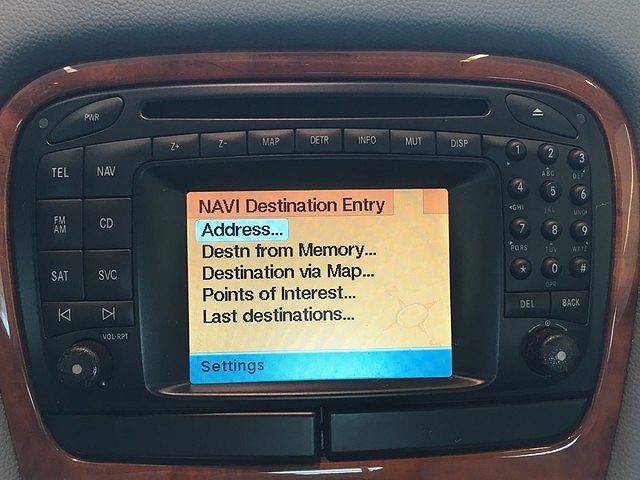 PWR
Z+ Z- MAP DETR INFO MUT DISP
TEL NAV
FM AM CD
SAT SVC
VOL-RPT
NAVI Destination Entry
Address...
Destn from Memory...
Destination via Map...
Points of Interest...
Last destinations...
Settings
1 2 3
ABC DEF
4 5 6
GHI JKL MNO
7 8 9
PQRS TUV WXYZ
* 0 #
OPR
DEL BACK